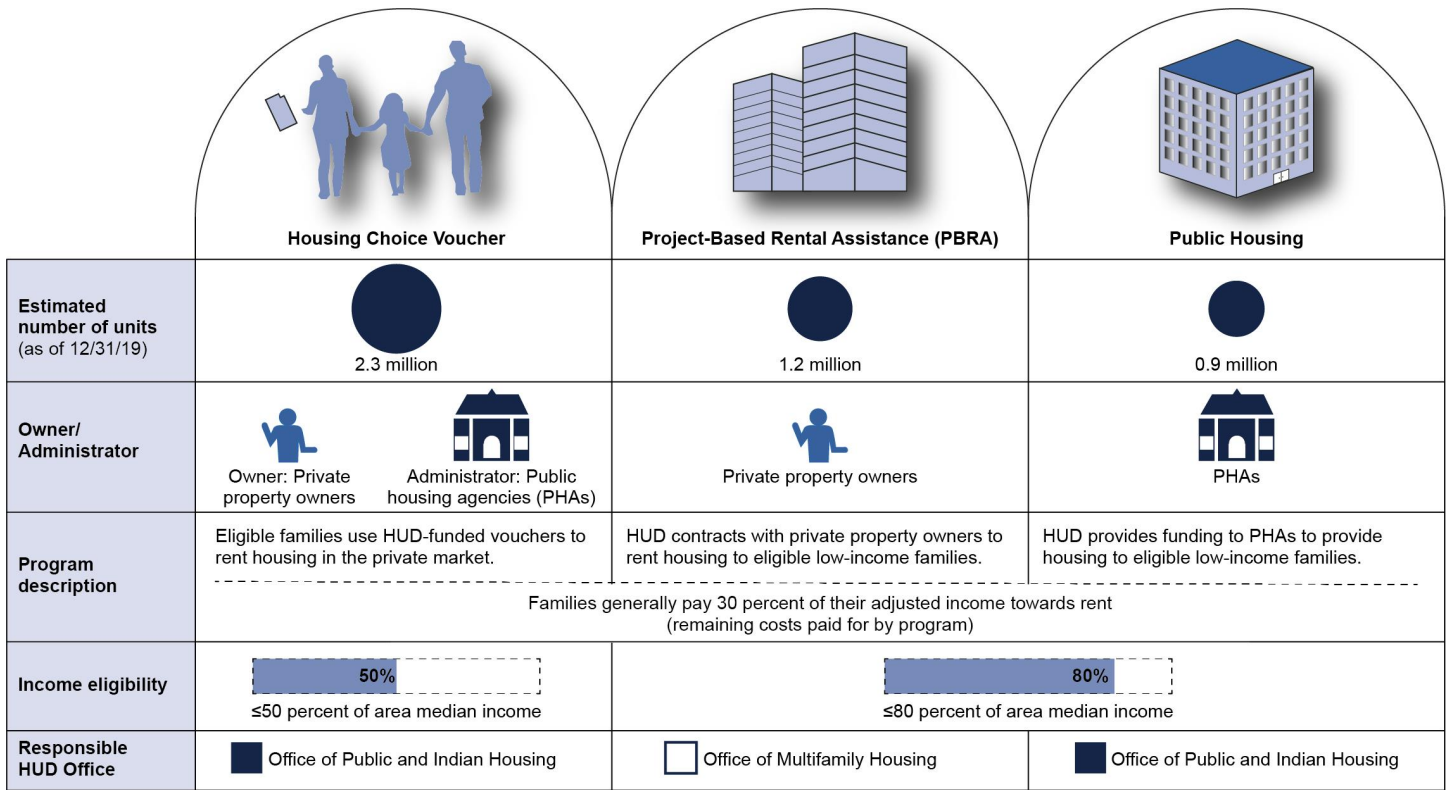 Housing Choice Voucher
Project-Based Rental Assistance (PBRA)
Public Housing
Estimated
number of units
(as of 12/31/19)
2.3 million
1.2 million
0.9 million
Owner/
Administrator
Owner: Private
property owners
Administrator: Public
housing agencies (PHAs)
Private property owners
PHAs
Program
description
Eligible families use HUD-funded vouchers to
rent housing in the private market.
HUD contracts with private property owners to
rent housing to eligible low-income families.
HUD provides funding to PHAs to provide
housing to eligible low-income families.
Families generally pay 30 percent of their adjusted income towards rent
(remaining costs paid for by program)
Income eligibility
50%
≤50 percent of area median income
80%
≤80 percent of area median income
Responsible
HUD Office
Office of Public and Indian Housing
Office of Multifamily Housing
Office of Public and Indian Housing